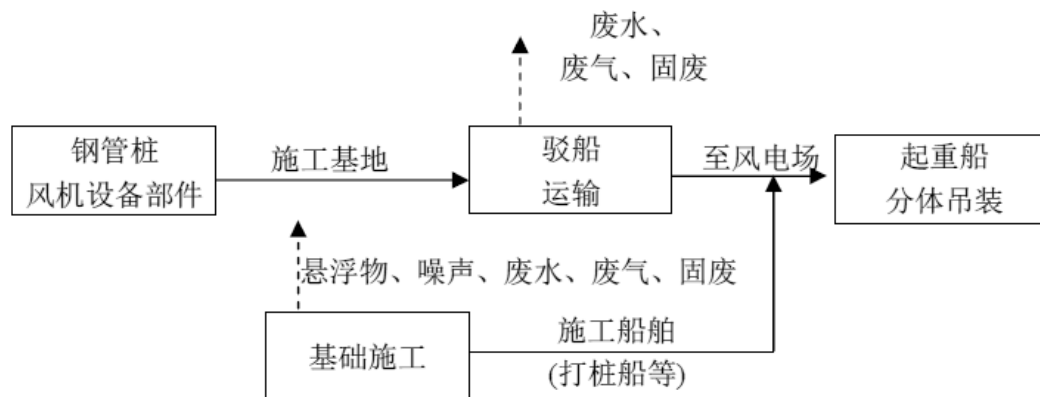 废水、
废气、固废
钢管桩
风机设备部件
施工基地
驳船
运输
至风电场
起重船
分体吊装
悬浮物、噪声、废水、废气、固废
基础施工
施工船舶
(打桩船等)